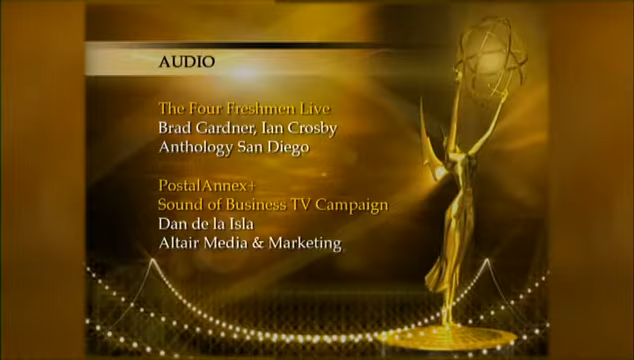 AUDIO
The Four Freshmen Live
Brad Gardner, Ian Crosby
Anthology San Diego
PostalAnnex+
Sound of Business TV Campaign
Dan de la Isla
Altair Media & Marketing